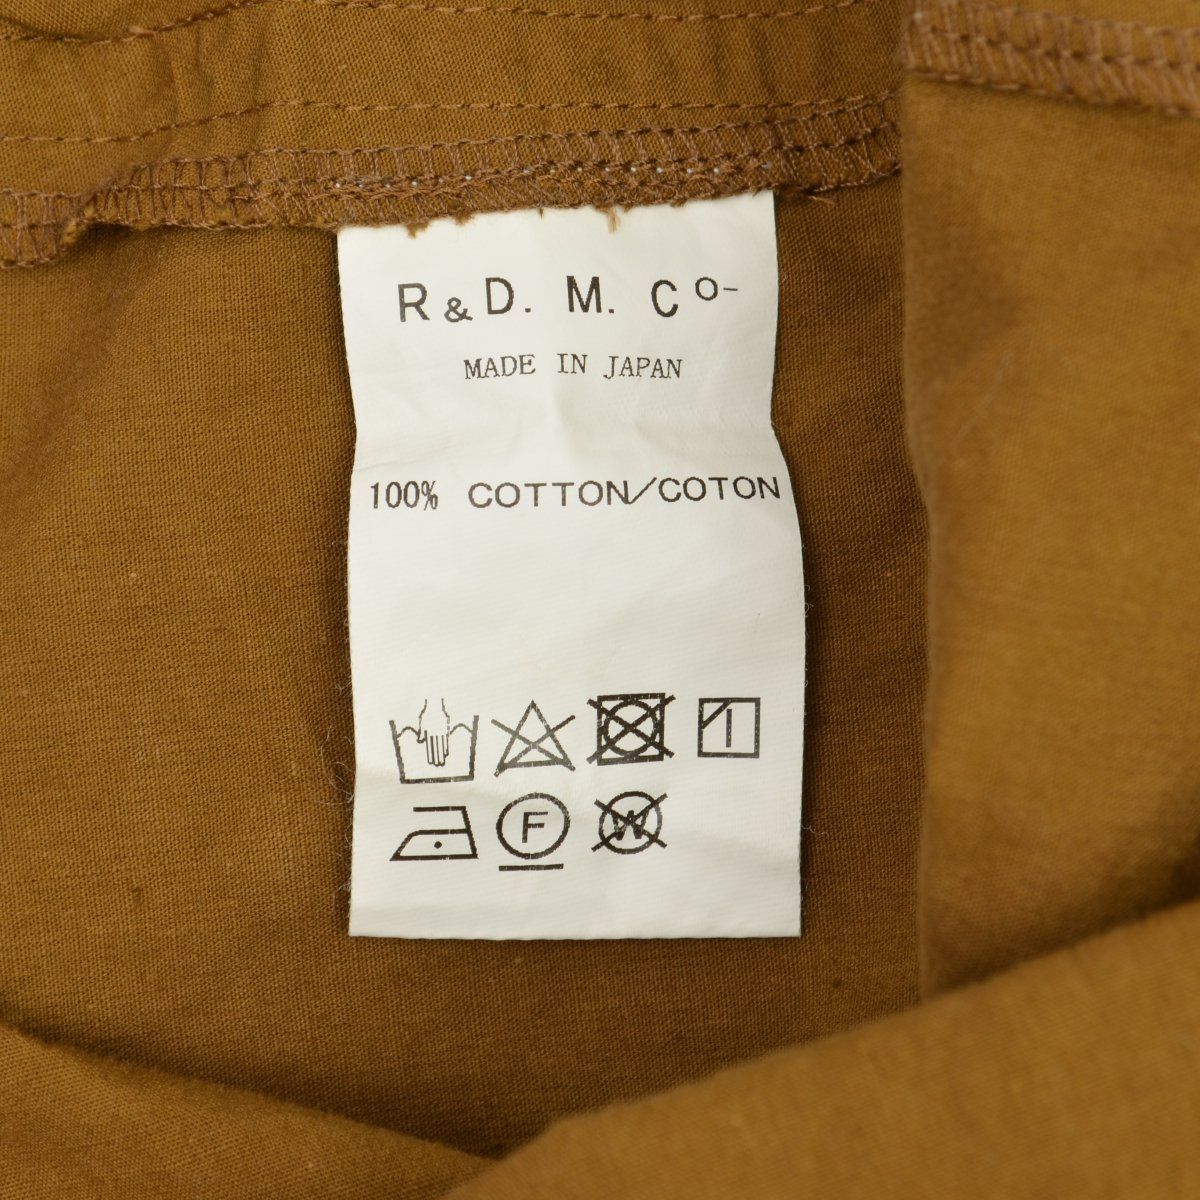 R & D. M. Co-
MADE IN JAPAN
100% COTTON/COTON
F W